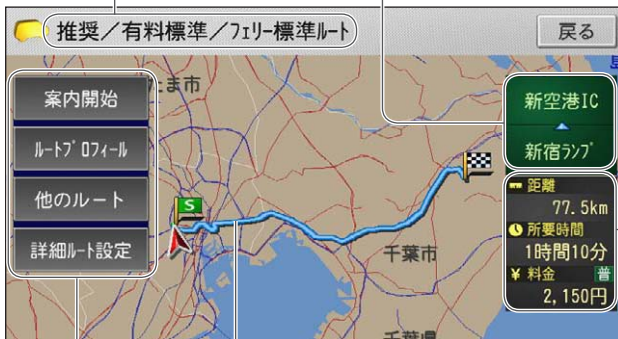 推奨／有料標準／フェリー標準ルート
戻る
案内開始
ルートプロフィール
他のルート
詳細ルート設定
たま市
S
千葉市
千葉県
新空港IC
新宿ランプ
距離
77.5km
所要時間
1時間10分
¥ 料金 普
2,150円